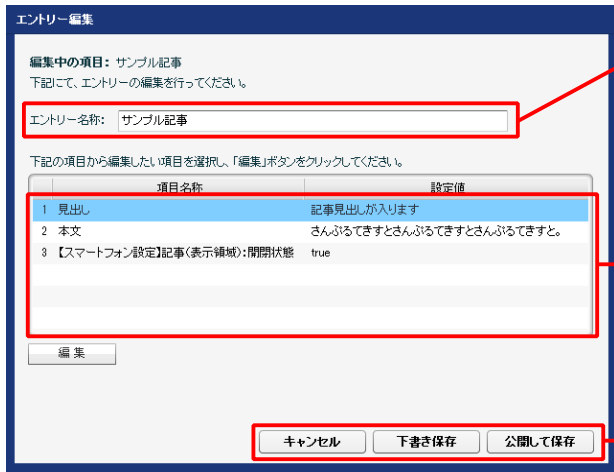 エントリー編集
編集中の項目: サンプル記事
下記にて、エントリーの編集を行ってください。
エントリー名称: サンプル記事
下記の項目から編集したい項目を選択し、「編集」ボタンをクリックしてください。
項目名称 設定値
1 見出し 記事見出しが入ります
2 本文 さんぷるてきすとさんぷるてきすとさんぷるてきすと。
3 【スマートフォン設定】記事(表示領域):開閉状態 true
編集
キャンセル 下書き保存 公開して保存